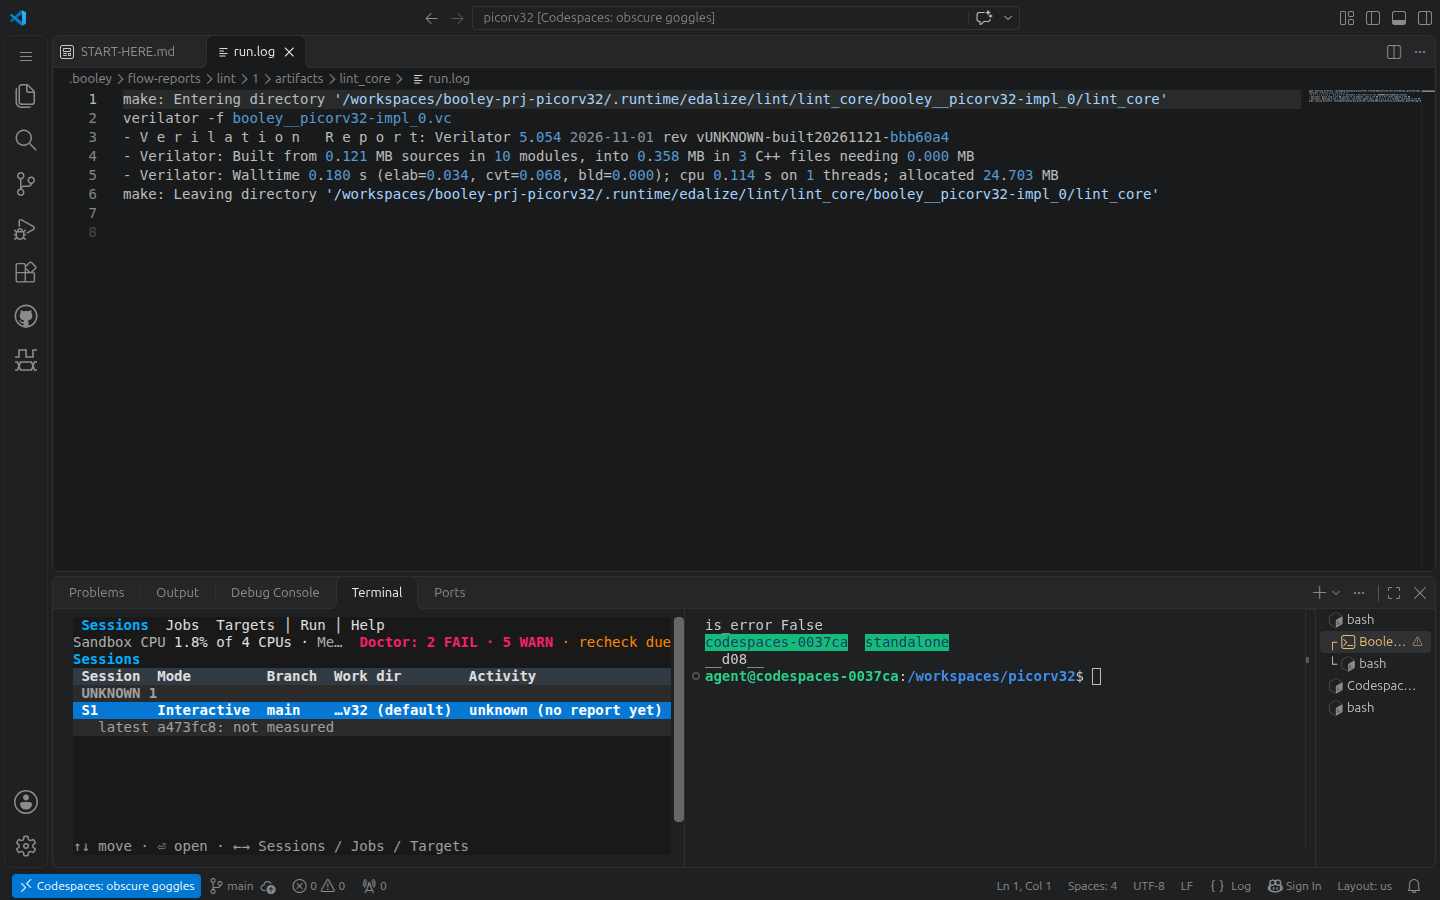 picorv32 [Codespaces: obscure goggles]
START-HERE.md
run.log
.booley > flow-reports > lint > 1 > artifacts > lint_core > run.log
1 make: Entering directory '/workspaces/booley-prj-picorv32/.runtime/edalize/lint/lint_core/booley__picorv32-impl_0/lint_core'
2 verilator -f booley__picorv32-impl_0.vc
3 - V e r i l a t i o n   R e p o r t: Verilator 5.054 2026-11-01 rev vUNKNOWN-built20261121-bbb60a4
4 - Verilator: Built from 0.121 MB sources in 10 modules, into 0.358 MB in 3 C++ files needing 0.000 MB
5 - Verilator: Walltime 0.180 s (elab=0.034, cvt=0.068, bld=0.000); cpu 0.114 s on 1 threads; allocated 24.703 MB
6 make: Leaving directory '/workspaces/booley-prj-picorv32/.runtime/edalize/lint/lint_core/booley__picorv32-impl_0/lint_core'
7
8
Problems Output Debug Console Terminal Ports
Sessions Jobs Targets │ Run │ Help
Sandbox CPU 1.8% of 4 CPUs · Me… Doctor: 2 FAIL · 5 WARN · recheck due
Sessions
Session Mode Branch Work dir Activity
UNKNOWN 1
S1 Interactive main …v32 (default) unknown (no report yet)
latest a473fc8: not measured
↑↓ move · ⏎ open · ←→ Sessions / Jobs / Targets
is_error False
codespaces-0037ca standalone
__d08__
agent@codespaces-0037ca:/workspaces/picorv32$
bash
Boole…
bash
Codespac…
bash
Codespaces: obscure goggles main 0 0 0 Ln 1, Col 1 Spaces: 4 UTF-8 LF { } Log Sign In Layout: us